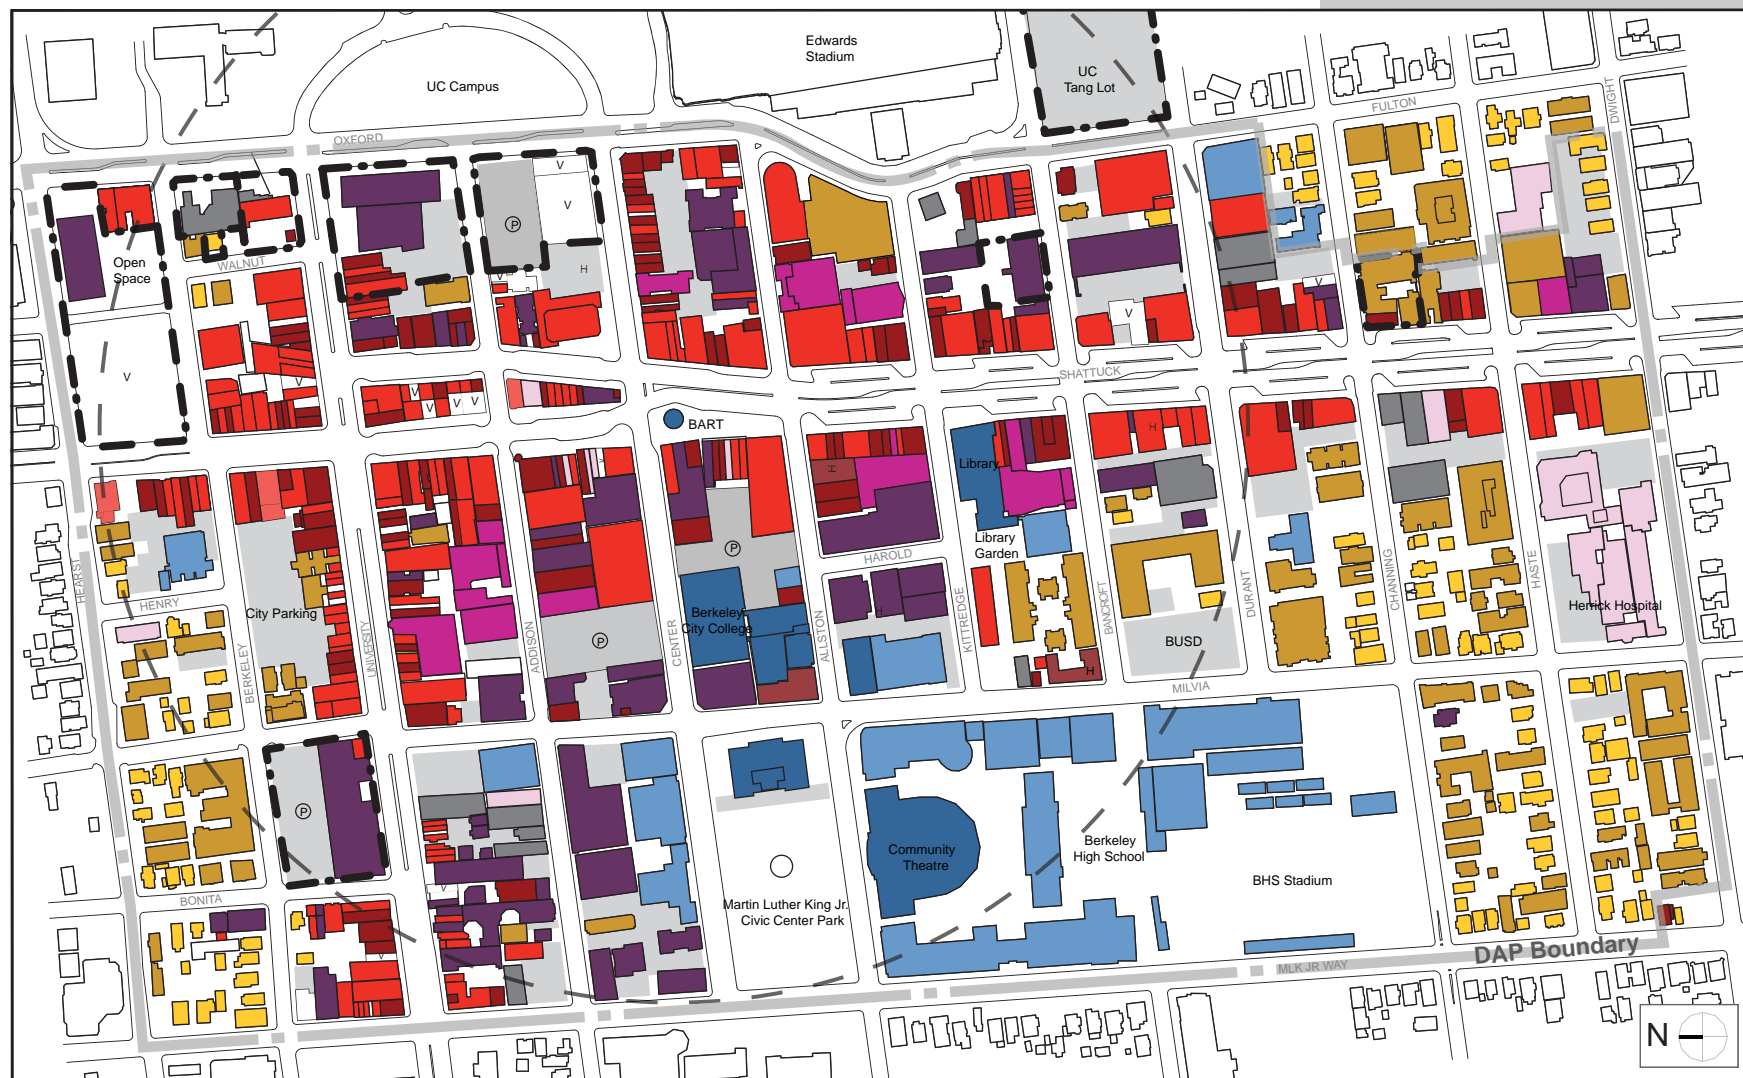 Edwards
Stadium
UC
Tang Lot
UC Campus
DWIGHT
FULTON
OXFORD
V
V
P
Open
Space
WALNUT
H
V
V
V
SHATTUCK
V
V
V
V
V
V
BART
H
H
Library
P
Library
Garden
HAROLD
HEARST
HENRY
City Parking
BERKELEY
UNIVERSITY
ADDISON
P
CENTER
Berkeley
City College
ALLSTON
H
KITTREDGE
BANCROFT
H
BUSD
DURANT
CHANNING
HASTE
Herrick Hospital
MILVIA
P
Community
Theatre
Berkeley
High School
BHS Stadium
V
BONITA
Martin Luther King Jr.
Civic Center Park
V
DAP Boundary
MLK JR WAY
N